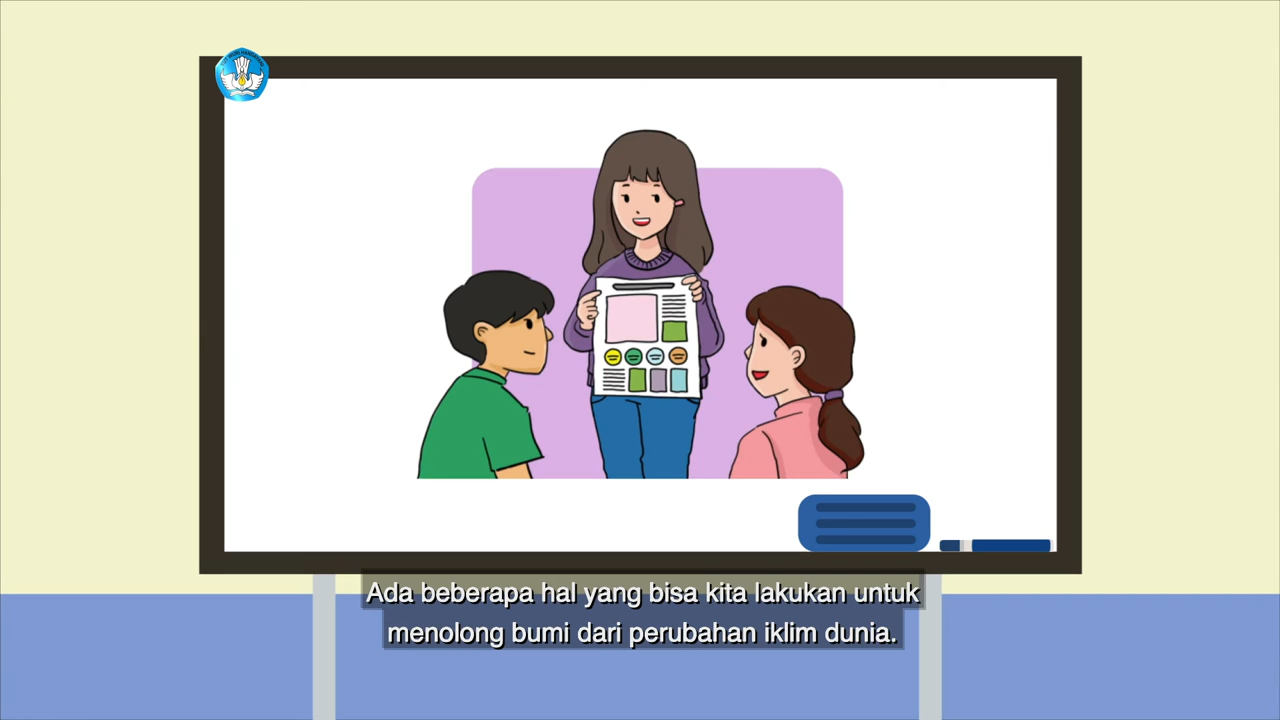 Ada beberapa hal yang bisa kita lakukan untuk
menolong bumi dari perubahan iklim dunia.